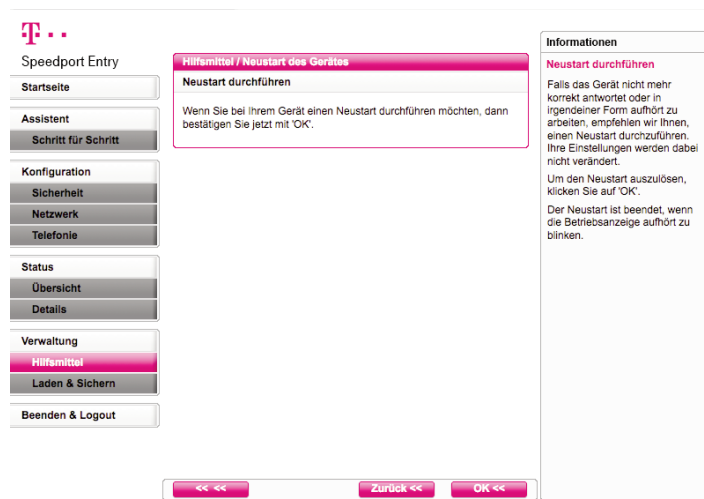 T··
Speedport Entry
Startseite
Assistent
Schritt für Schritt
Konfiguration
Sicherheit
Netzwerk
Telefonie
Status
Übersicht
Details
Verwaltung
Hilfsmittel
Laden & Sichern
Beenden & Logout
Hilfsmittel / Neustart des Gerätes
Neustart durchführen
Wenn Sie bei Ihrem Gerät einen Neustart durchführen möchten, dann
bestätigen Sie jetzt mit 'OK'.
<< <<
Zurück <<
OK <<
Informationen
Neustart durchführen
Falls das Gerät nicht mehr
korrekt antwortet oder in
irgendeiner Form aufhört zu
arbeiten, empfehlen wir Ihnen,
einen Neustart durchzuführen.
Ihre Einstellungen werden dabei
nicht verändert.
Um den Neustart auszulösen,
klicken Sie auf 'OK'.
Der Neustart ist beendet, wenn
die Betriebsanzeige aufhört zu
blinken.